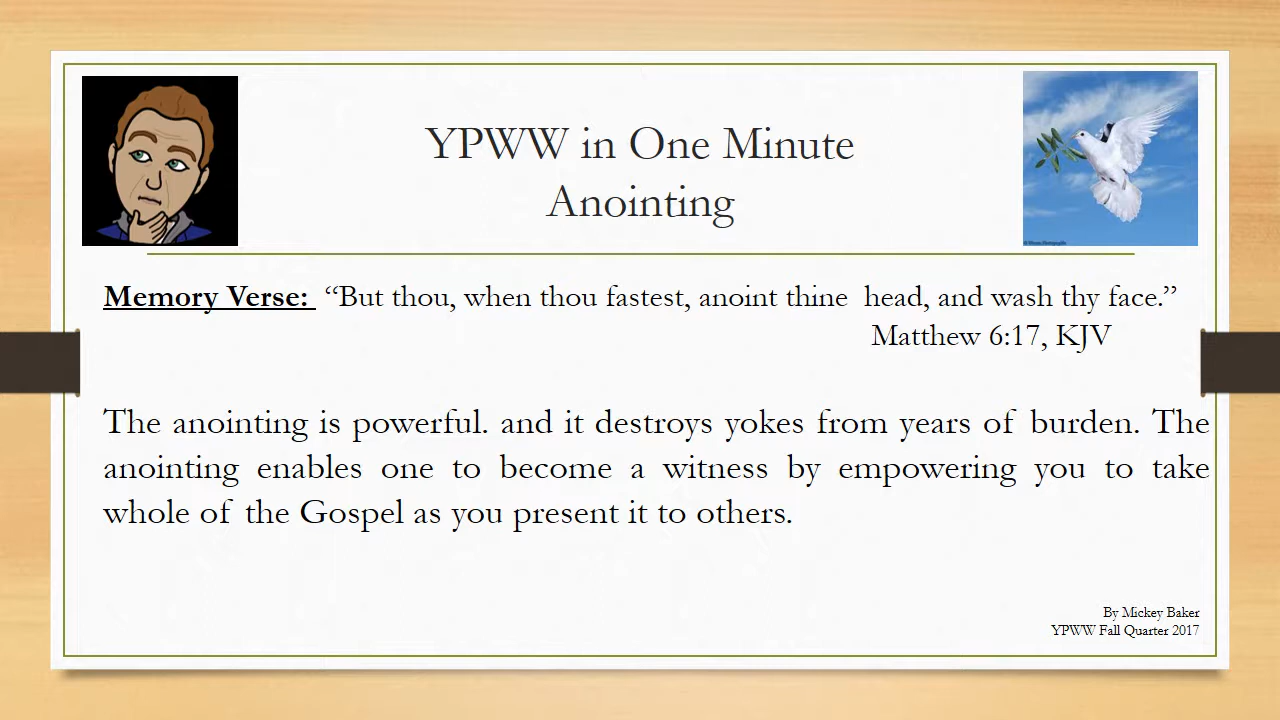 YPWW in One Minute
Anointing
Memory Verse: “But thou, when thou fastest, anoint thine head, and wash thy face.”
Matthew 6:17, KJV
The anointing is powerful. and it destroys yokes from years of burden. The
anointing enables one to become a witness by empowering you to take
whole of the Gospel as you present it to others.
By Mickey Baker
YPWW Fall Quarter 2017